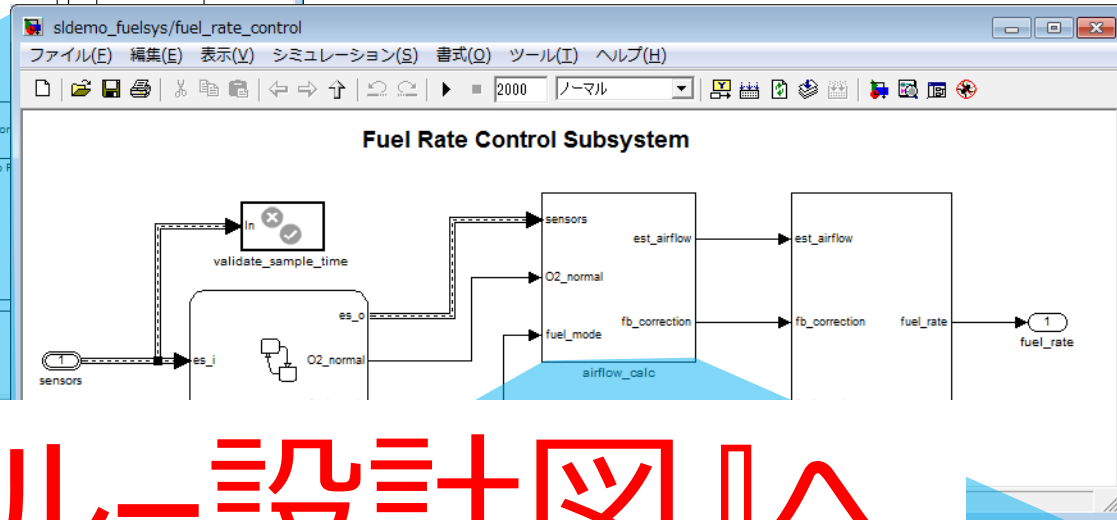 sldemo_fuelsys/fuel_rate_control
ファイル(F) 編集(E) 表示(V) シミュレーション(S) 書式(O) ツール(T) ヘルプ(H)
2000 ノーマル
Fuel Rate Control Subsystem
In
validate_sample_time
sensors
est_airflow
est_airflow
O2_normal
es_o
fb_correction
fb_correction
fuel_rate
1
fuel_rate
fuel_mode
1
sensors
es_i
O2_normal
airflow_calc
ル=設計図』へ